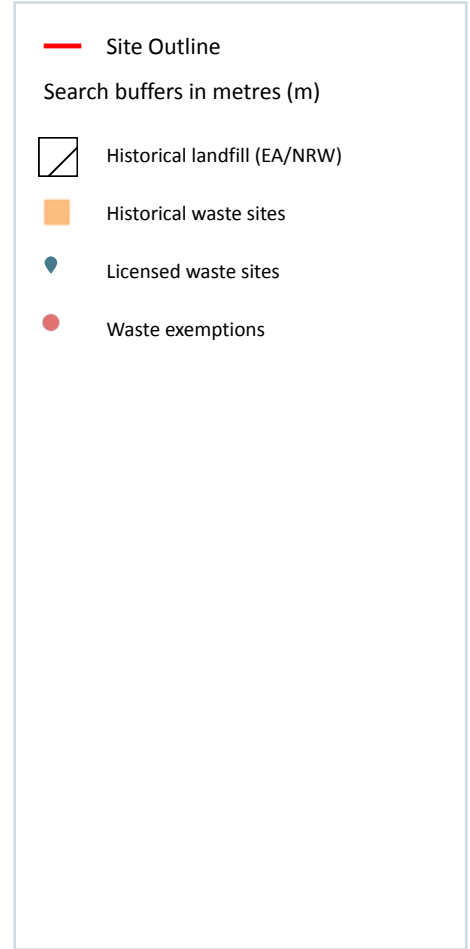 Site Outline
Search buffers in metres (m)
Historical landfill (EA/NRW)
Historical waste sites
Licensed waste sites
Waste exemptions